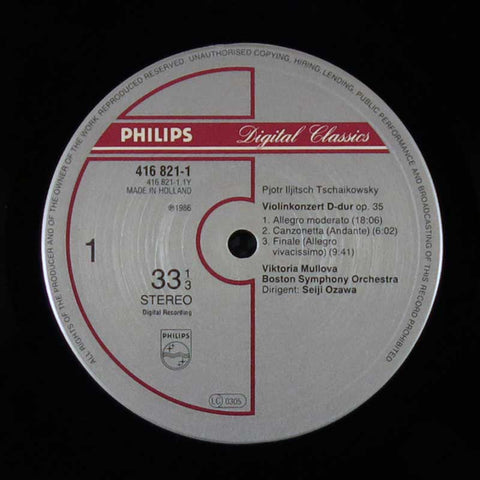 ALL RIGHTS OF THE PRODUCER AND OF THE OWNER OF THE WORK REPRODUCED RESERVED. UNAUTHORISED COPYING, HIRING, LENDING, PUBLIC PERFORMANCE AND BROADCASTING OF THIS RECORD PROHIBITED
PHILIPS
Digital Classics
416 821-1
416 821-1.1Y
MADE IN HOLLAND
℗1986
1
33 1/3
STEREO
Digital Recording
PHILIPS
Pjotr Iljitsch Tschaikowsky
Violinkonzert D-dur op. 35
1. Allegro moderato (18:06)
2. Canzonetta (Andante) (6:02)
3. Finale (Allegro
vivacissimo) (9:41)
Viktoria Mullova
Boston Symphony Orchestra
Dirigent: Seiji Ozawa
LC 0305